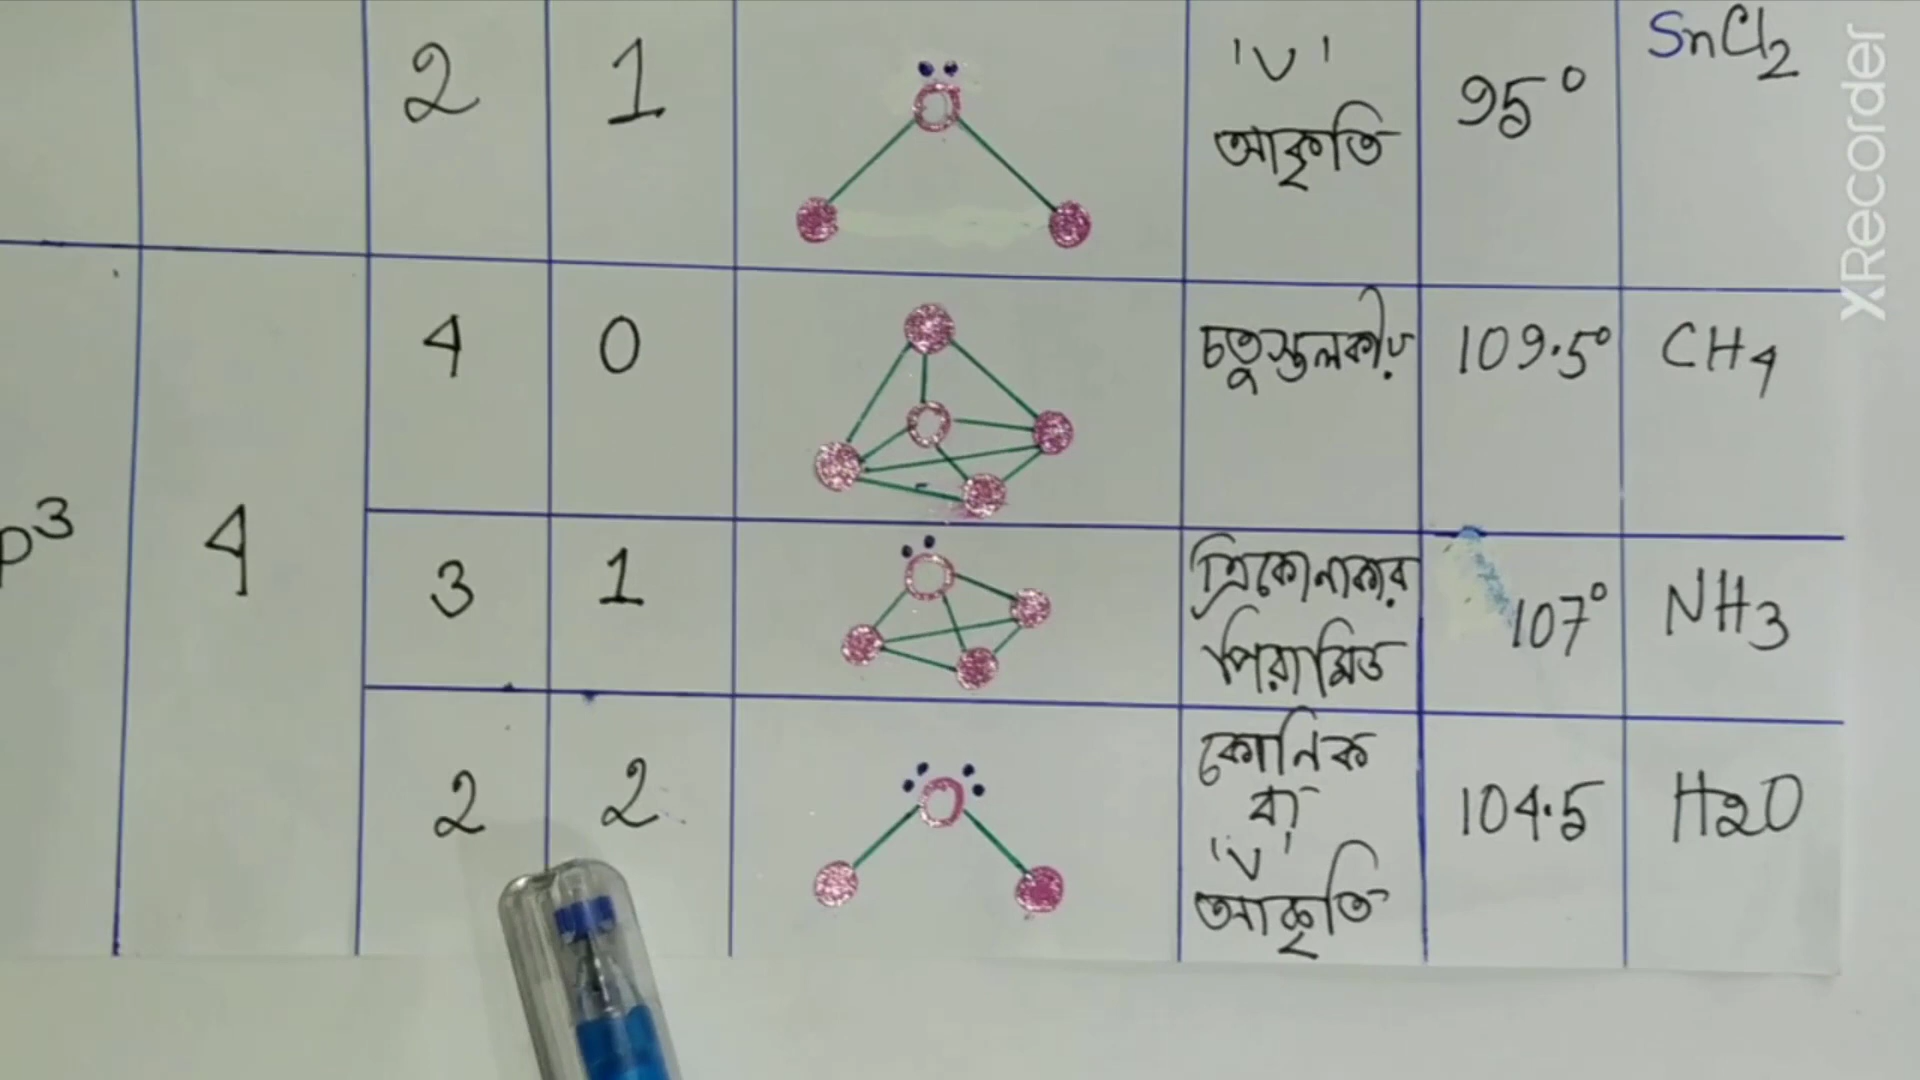 2 1 'V' আকৃতি 95° SnCl2
p3 4
4 0 চতুস্তলকীয় 109.5° CH4
3 1 ত্রিকোনাকার পিরামিড 107° NH3
2 2 কোনিক বা 'V' আকৃতি 104.5 H2O
XRecorder